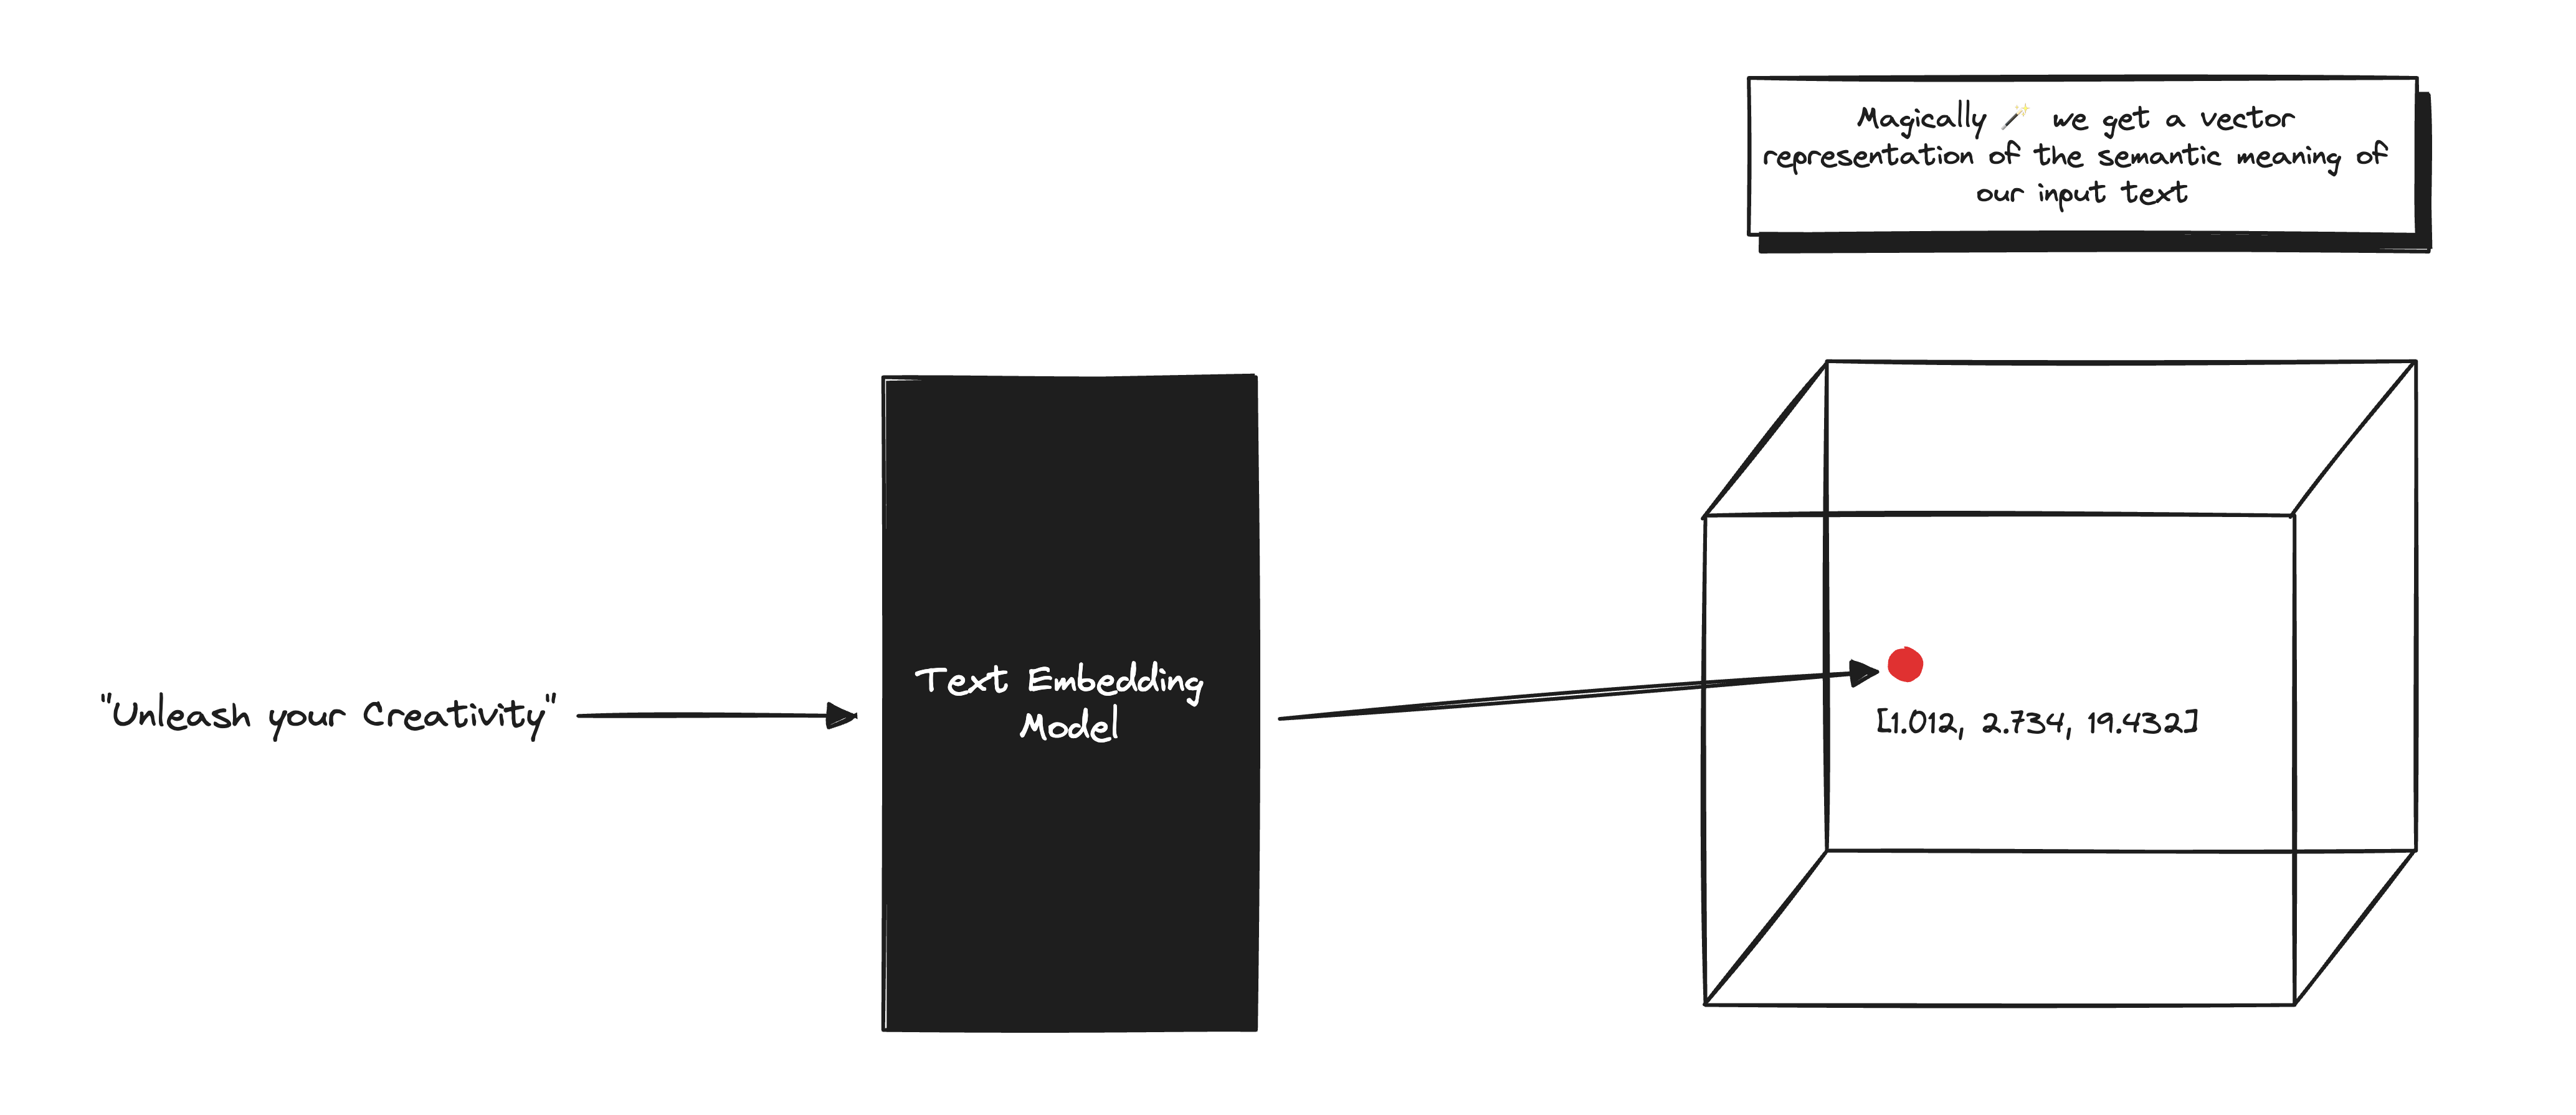 Magically 🪄 we get a vector
representation of the semantic meaning of
our input text
"Unleash your Creativity"
Text Embedding
Model
[1.012, 2.734, 19.432]